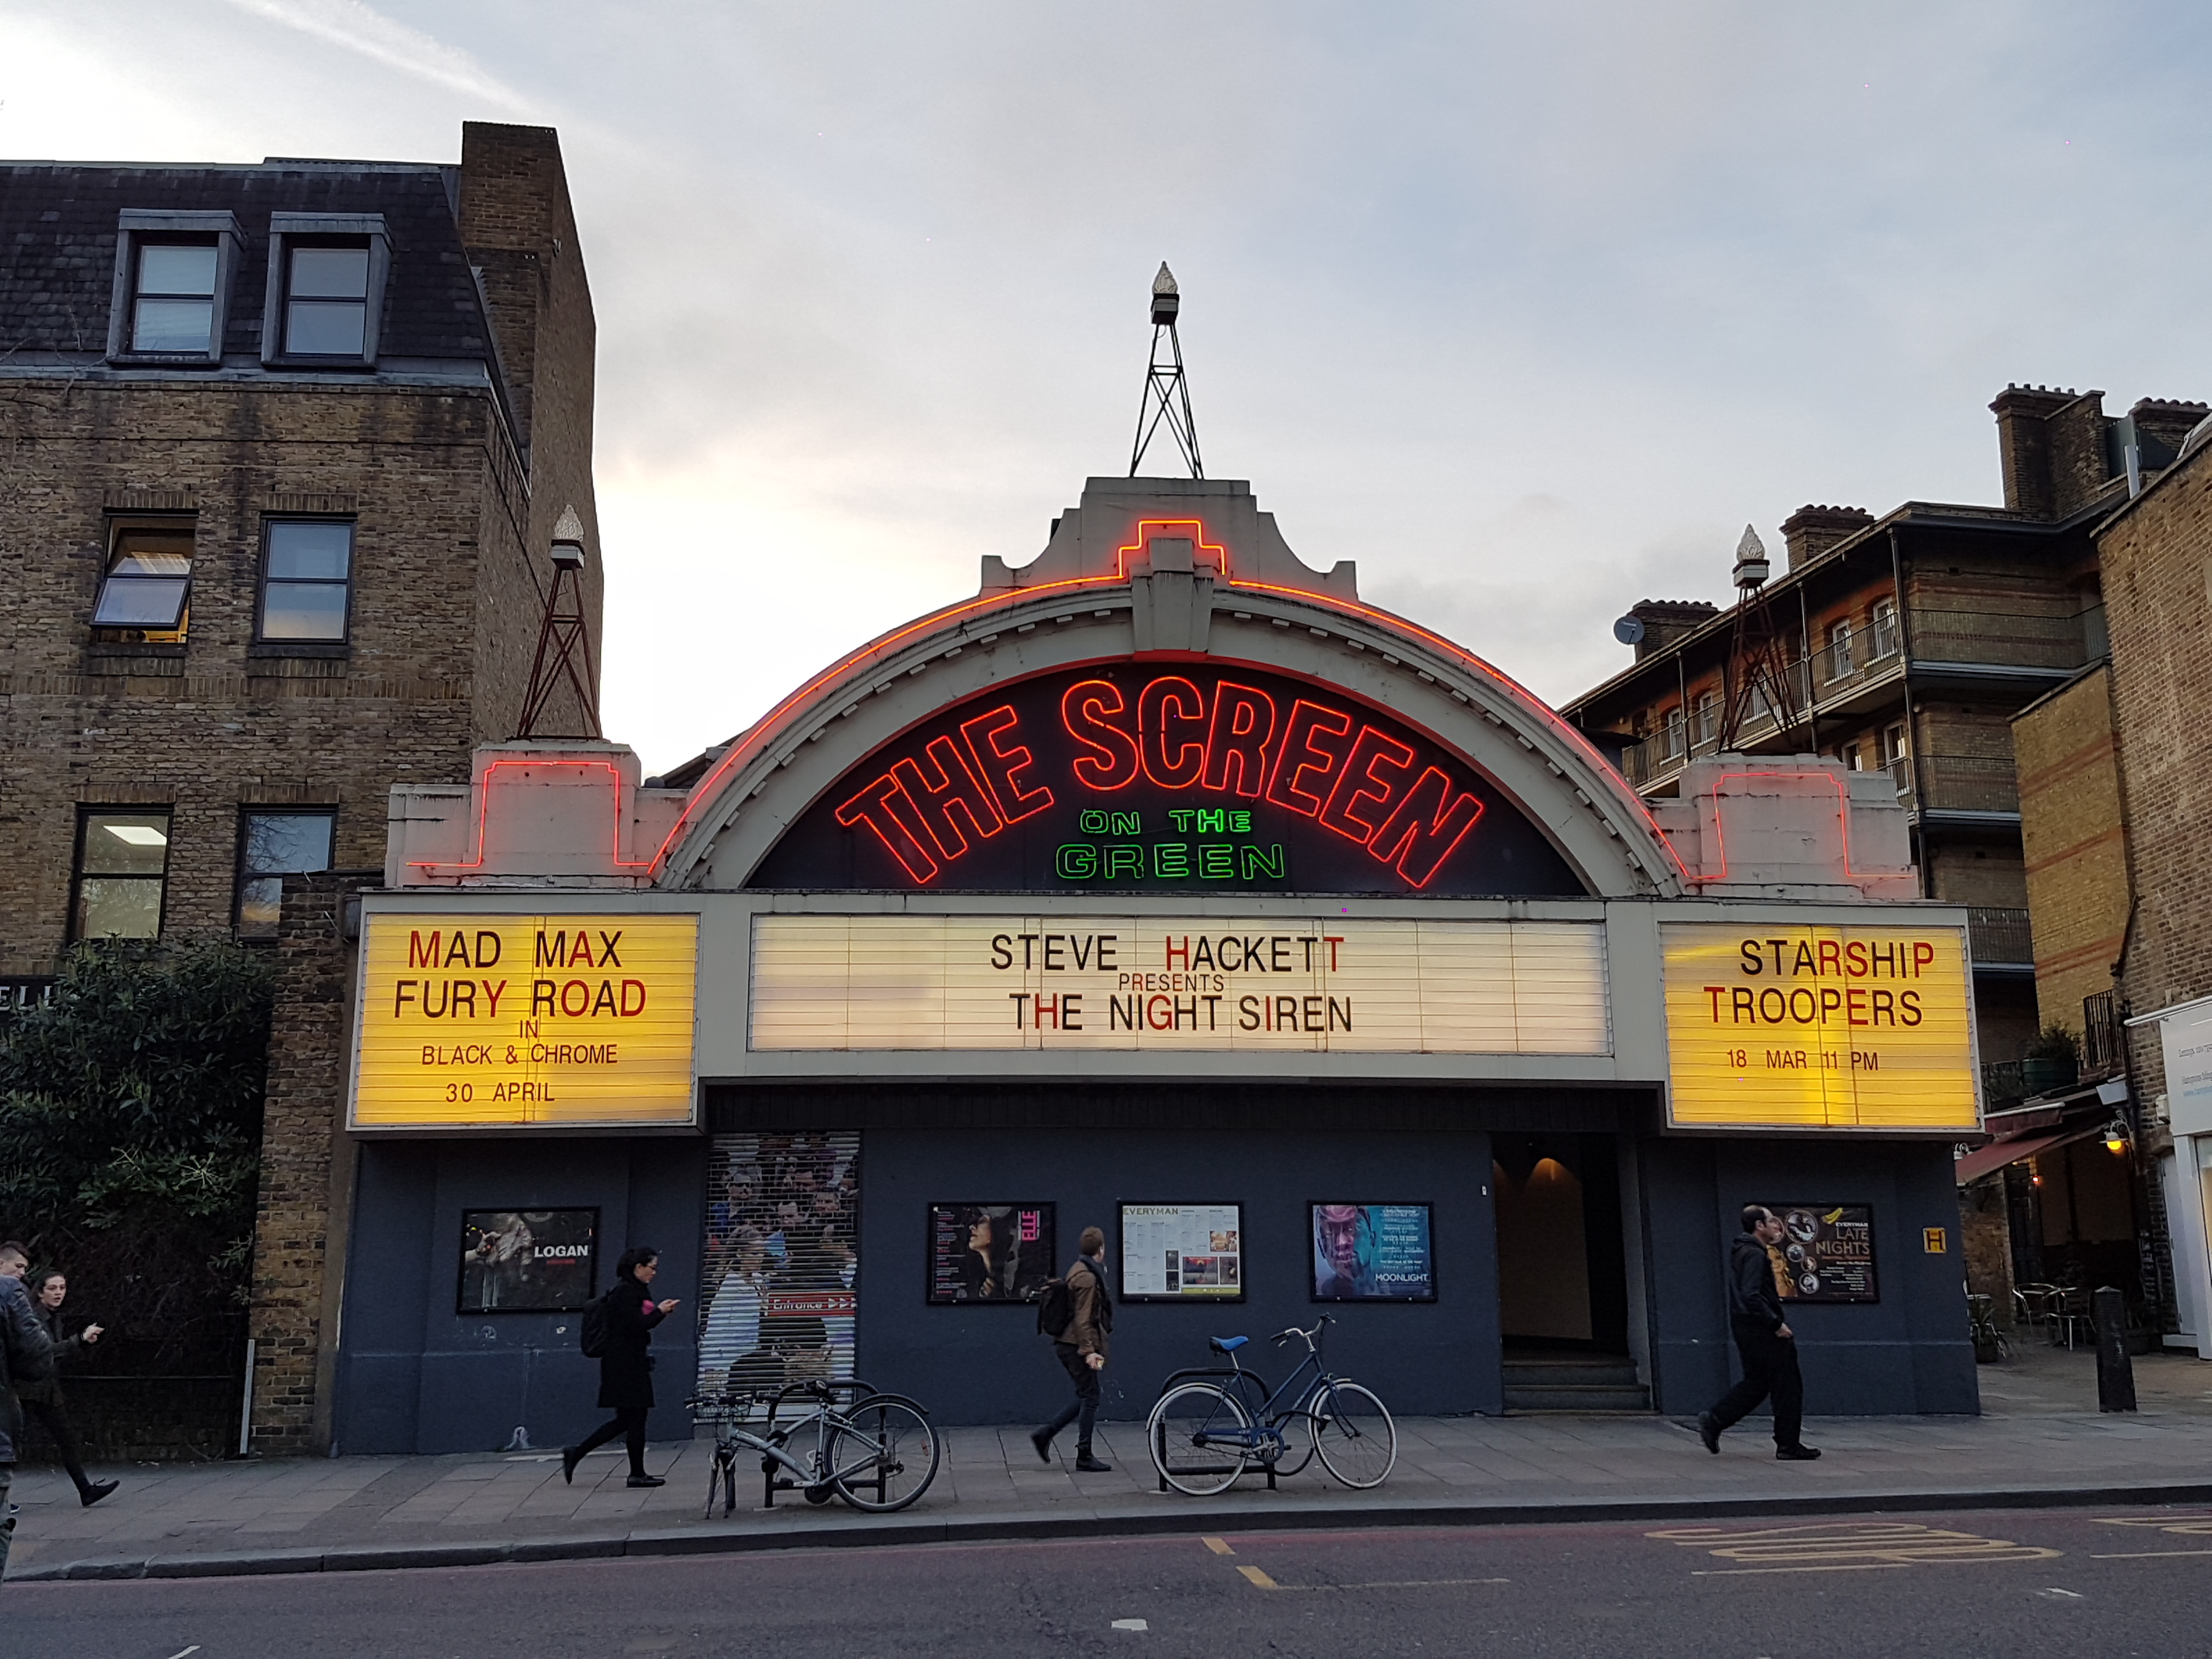 THE SCREEN
ON THE
GREEN
MAD MAX
FURY ROAD
IN
BLACK & CHROME
30 APRIL
STEVE HACKETT
PRESENTS
THE NIGHT SIREN
STARSHIP
TROOPERS
18 MAR 11 PM
LOGAN
Entrance
ELLE
EVERYMAN
MOONLIGHT
EVERYMAN
LATE
NIGHTS
H